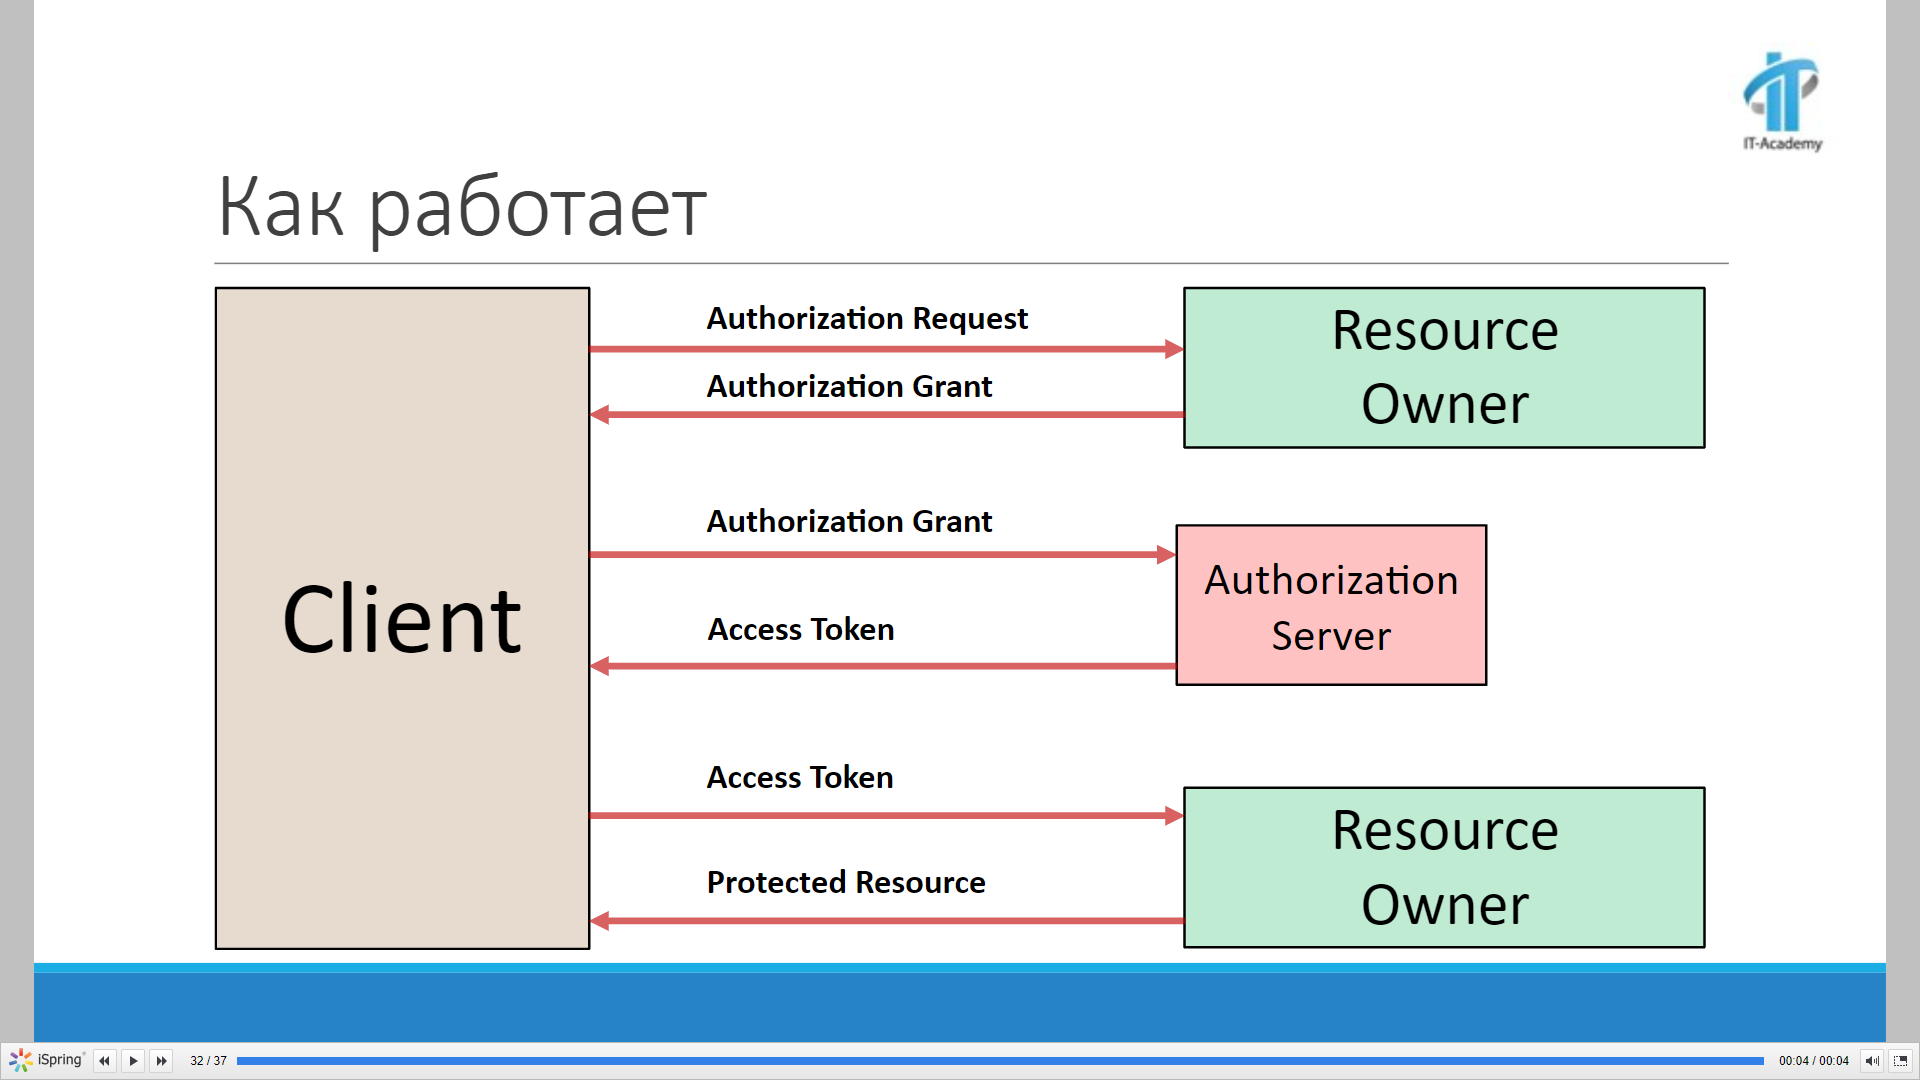 IT-Academy
Как работает
Client
Authorization Request
Authorization Grant
Resource
Owner
Authorization Grant
Access Token
Authorization
Server
Access Token
Protected Resource
Resource
Owner
iSpring
32 / 37
00:04 / 00:04